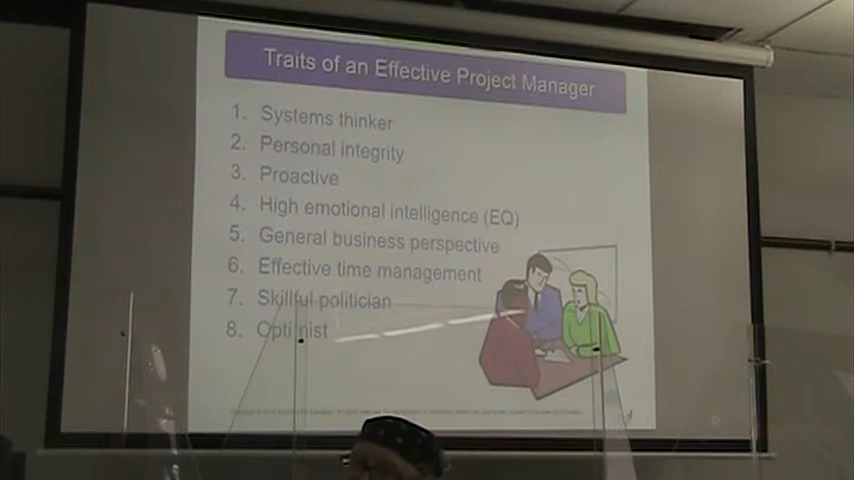 Traits of an Effective Project Manager
1. Systems thinker
2. Personal integrity
3. Proactive
4. High emotional intelligence (EQ)
5. General business perspective
6. Effective time management
7. Skillful politician
8. Optimist